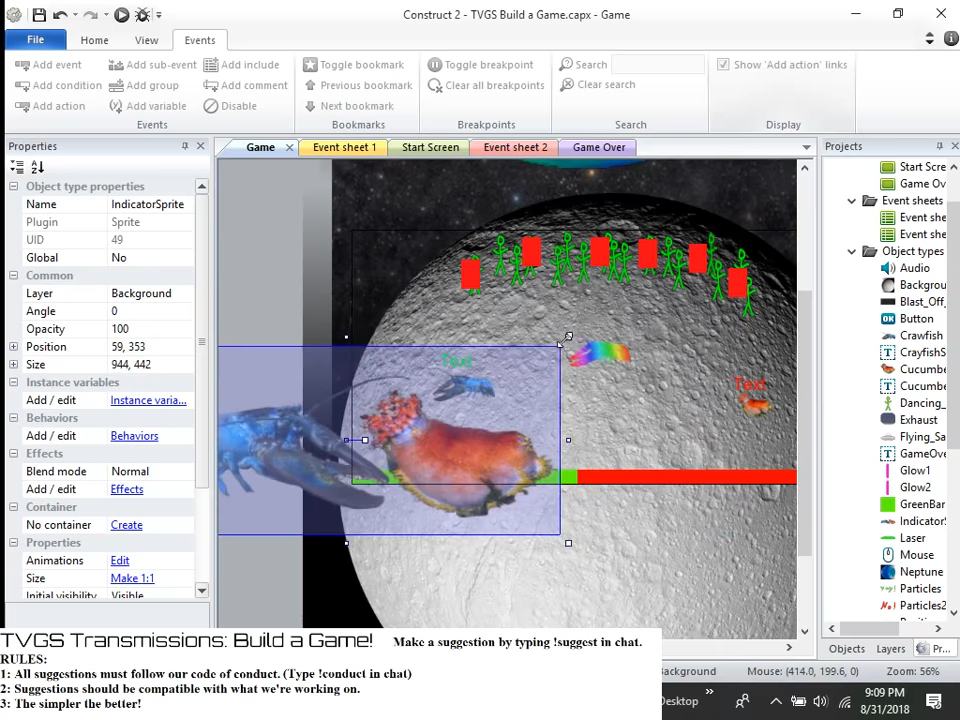 Construct 2 - TVGS Build a Game.capx - Game
File Home View Events
Add event Add sub-event Add include Toggle bookmark Toggle breakpoint Search Show 'Add action' links
Add condition Add group Add comment Previous bookmark Clear all breakpoints Clear search
Add action Add variable Disable Next bookmark
Events Bookmarks Breakpoints Search Display
Properties Game Event sheet 1 Start Screen Event sheet 2 Game Over Projects
Object type properties
Name IndicatorSprite
Plugin Sprite
UID 49
Global No
Common
Layer Background
Angle 0
Opacity 100
Position 59, 353
Size 944, 442
Instance variables
Add / edit Instance varia...
Behaviors
Add / edit Behaviors
Effects
Blend mode Normal
Add / edit Effects
Container
No container Create
Properties
Animations Edit
Size Make 1:1
Initial visibility Visible
Text
Text
Start Scre
Game Ov
Event sheets
Event she
Event she
Object types
Audio
Backgrou
Blast_Off_
OK Button
Crawfish
T CrayfishS
Cucumbe
T Cucumbe
Dancing_
Exhaust
Flying_Sa
T GameOve
Glow1
Glow2
GreenBar
Indicator
Laser
Mouse
Neptune
Particles
Particles2
Objects Layers Pr...
ackground Mouse: (414.0, 199.6, 0) Zoom: 56%
Desktop 9:09 PM
8/31/2018
TVGS Transmissions: Build a Game! Make a suggestion by typing !suggest in chat.
RULES:
1: All suggestions must follow our code of conduct. (Type !conduct in chat)
2: Suggestions should be compatible with what we're working on.
3: The simpler the better!